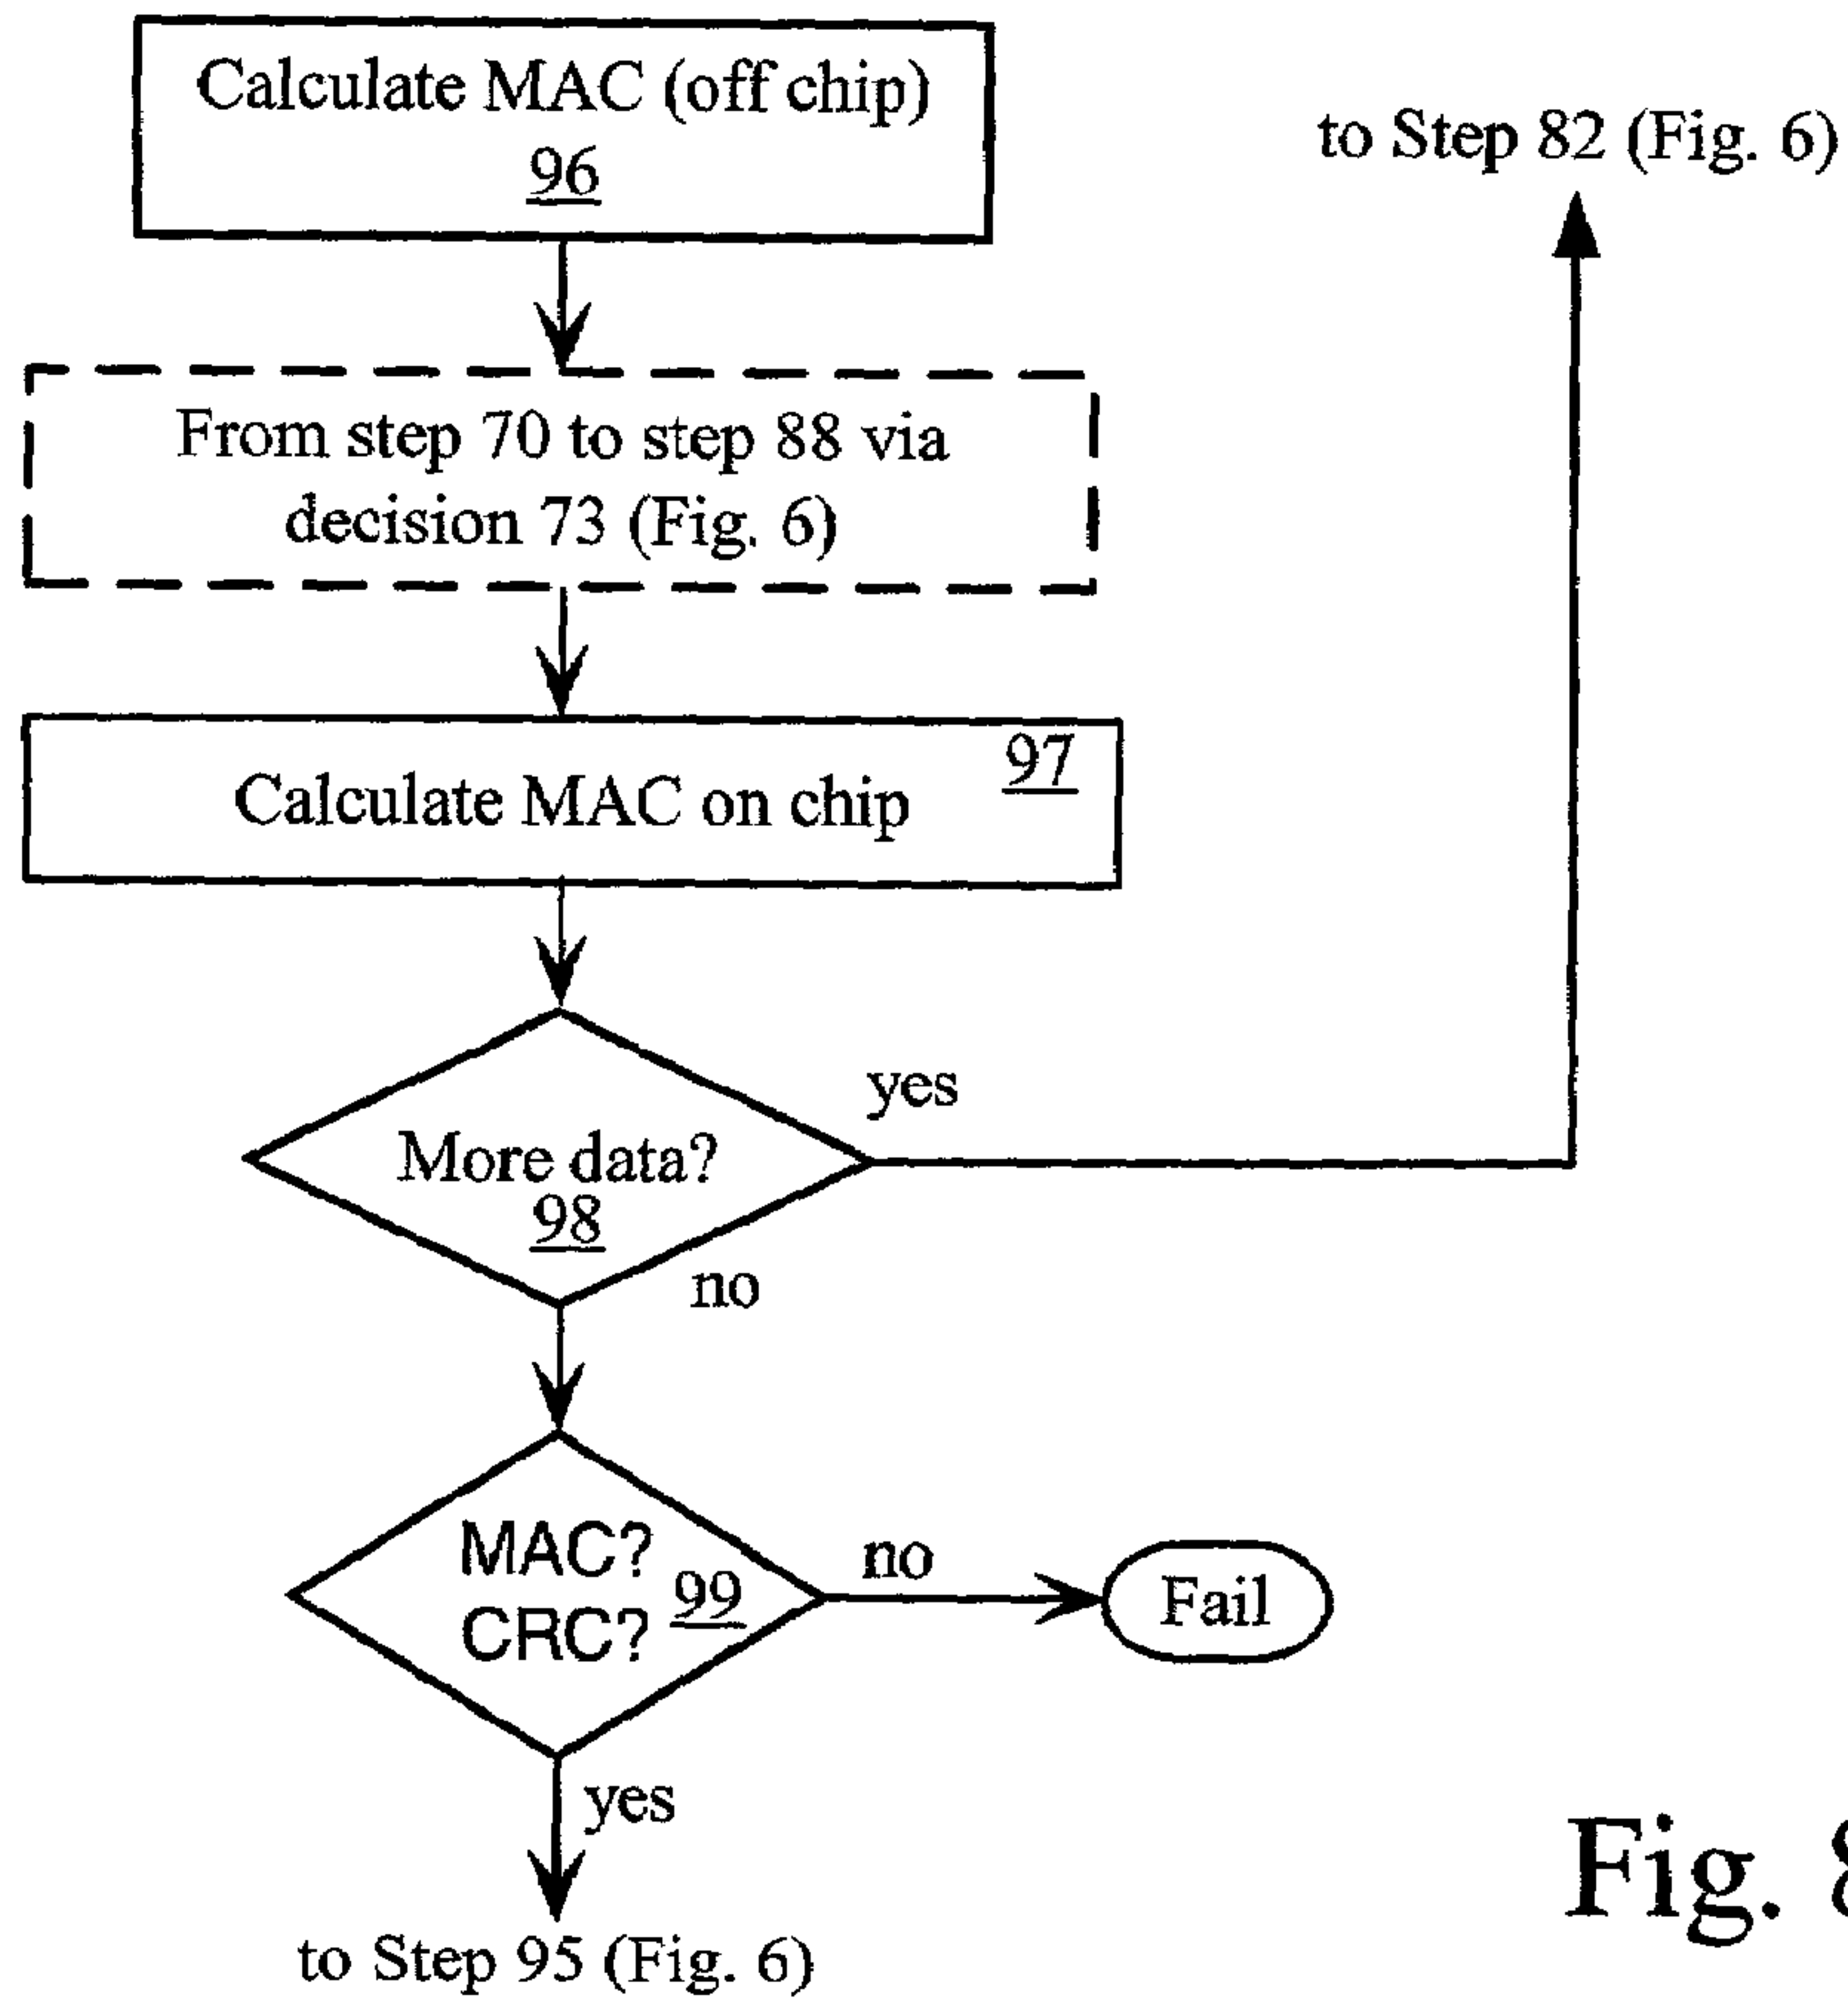 Calculate MAC (off chip)
96
to Step 82 (Fig. 6)
From step 70 to step 88 via
decision 73 (Fig. 6)
97
Calculate MAC on chip
yes
More data?
98
no
MAC?
CRC?
99
no
Fail
yes
to Step 95 (Fig. 6)
Fig. 8